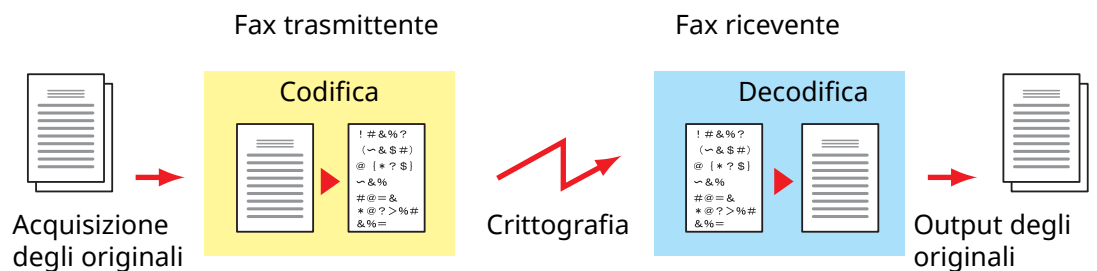 Fax trasmittente
Fax ricevente
Codifica
Decodifica
!#&%?
(∽&$#)
@{*?$}
∽&%
#@=&
*@?>%#
&%=
!#&%?
(∽&$#)
@{*?$}
∽&%
#@=&
*@?>%#
&%=
Acquisizione
degli originali
Crittografia
Output degli
originali